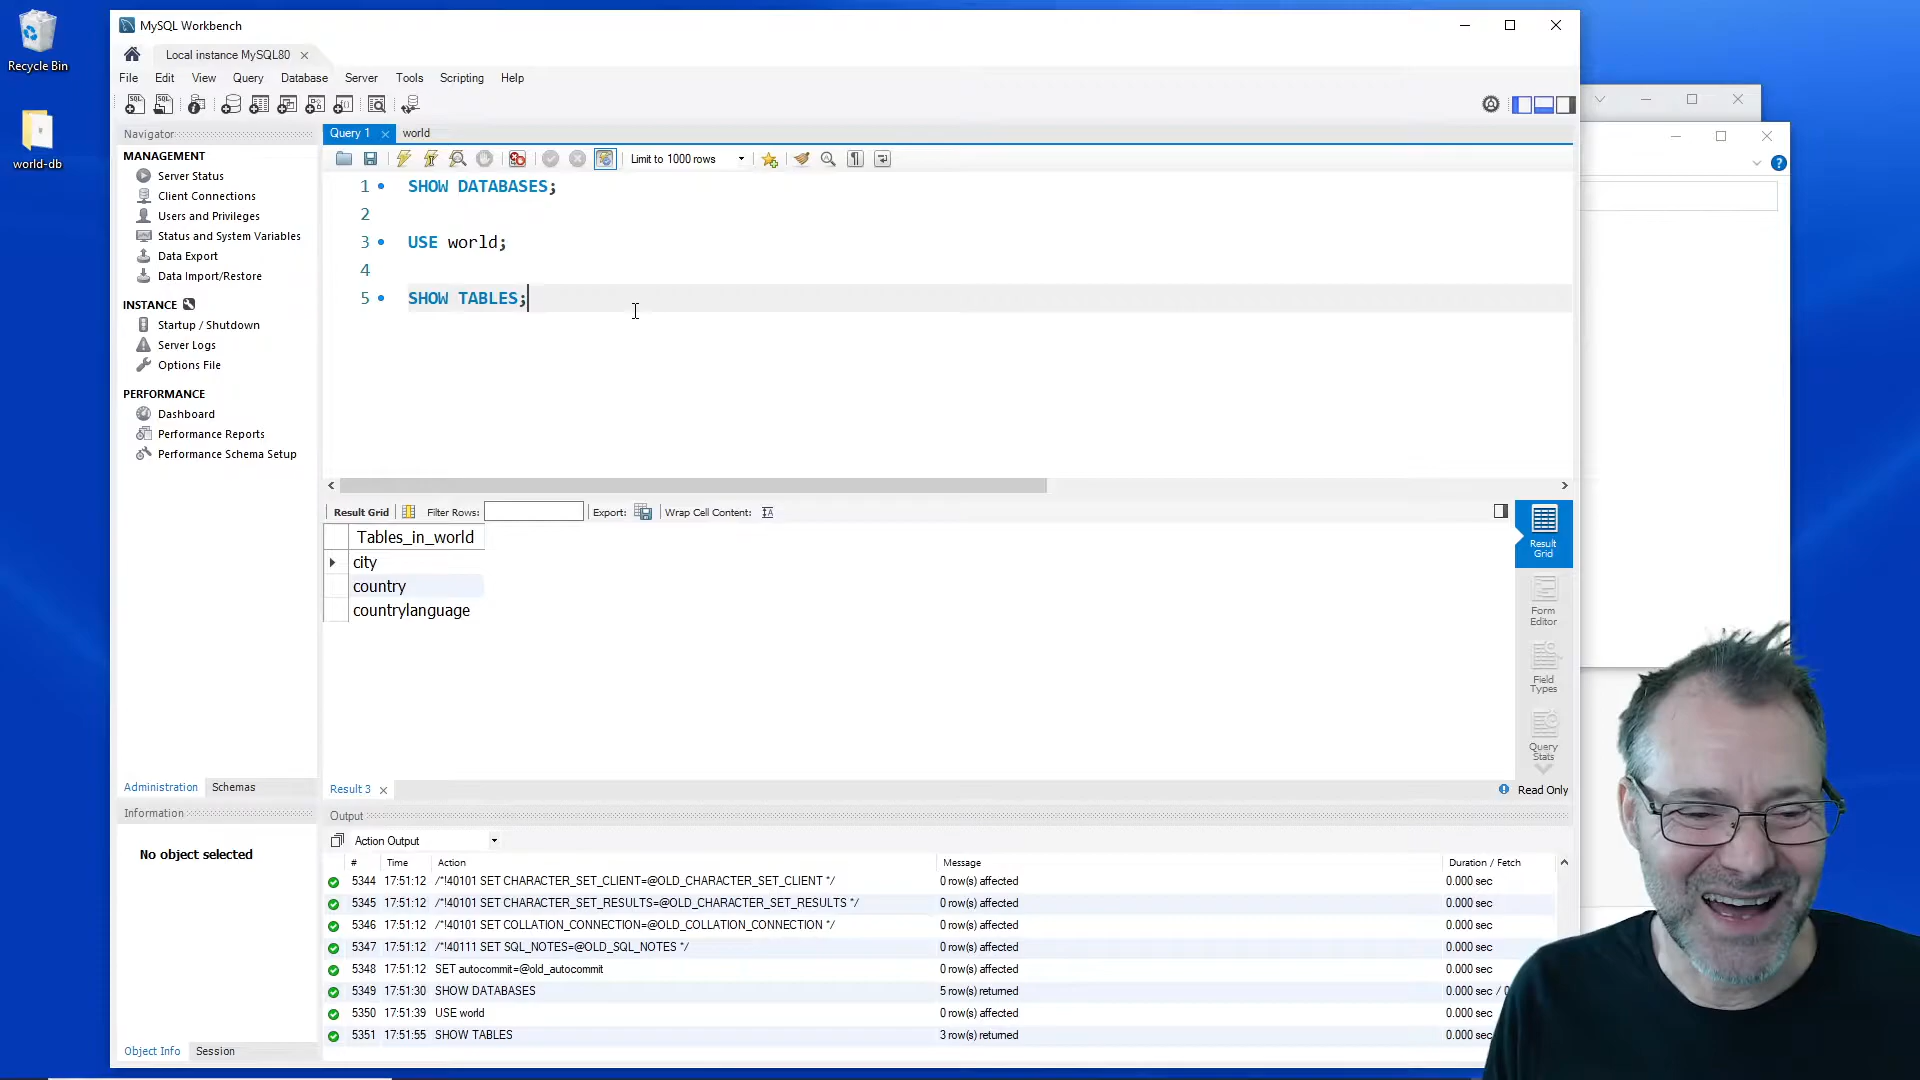 Recycle Bin
world-db
MySQL Workbench
Local instance MySQL80
File Edit View Query Database Server Tools Scripting Help
Navigator
MANAGEMENT
Server Status
Client Connections
Users and Privileges
Status and System Variables
Data Export
Data Import/Restore
INSTANCE
Startup / Shutdown
Server Logs
Options File
PERFORMANCE
Dashboard
Performance Reports
Performance Schema Setup
Administration Schemas
Information
No object selected
Object Info Session
Query 1 world
Limit to 1000 rows
1 SHOW DATABASES;
2
3 USE world;
4
5 SHOW TABLES;
Result Grid Filter Rows: Export: Wrap Cell Content:
Tables_in_world
city
country
countrylanguage
Result Grid
Form Editor
Field Types
Query Stats
Result 3 Read Only
Output
Action Output
# Time Action Message Duration / Fetch
5344 17:51:12 /*!40101 SET CHARACTER_SET_CLIENT=@OLD_CHARACTER_SET_CLIENT */ 0 row(s) affected 0.000 sec
5345 17:51:12 /*!40101 SET CHARACTER_SET_RESULTS=@OLD_CHARACTER_SET_RESULTS */ 0 row(s) affected 0.000 sec
5346 17:51:12 /*!40101 SET COLLATION_CONNECTION=@OLD_COLLATION_CONNECTION */ 0 row(s) affected 0.000 sec
5347 17:51:12 /*!40111 SET SQL_NOTES=@OLD_SQL_NOTES */ 0 row(s) affected 0.000 sec
5348 17:51:12 SET autocommit=@old_autocommit 0 row(s) affected 0.000 sec
5349 17:51:30 SHOW DATABASES 5 row(s) returned 0.000 sec / 0
5350 17:51:39 USE world 0 row(s) affected 0.000 sec
5351 17:51:55 SHOW TABLES 3 row(s) returned 0.000 sec